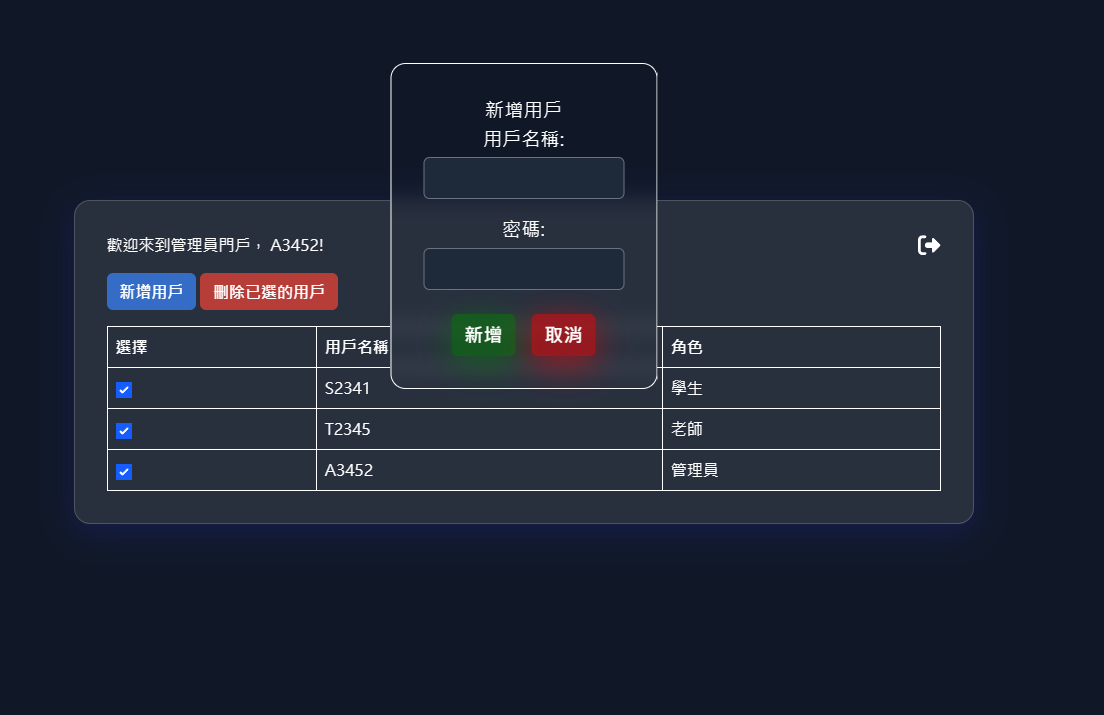 新增用戶
用戶名稱:
密碼:
新增 取消
歡迎來到管理員門戶， A3452!
新增用戶 刪除已選的用戶
選擇 用戶名稱 角色
S2341 學生
T2345 老師
A3452 管理員